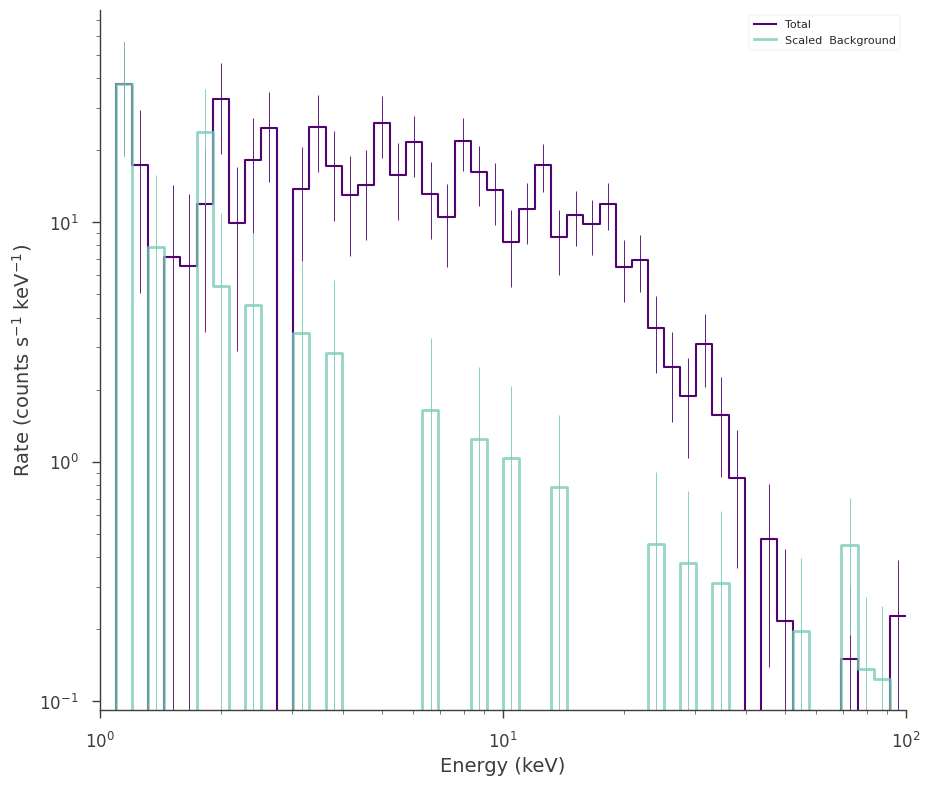 Total
Scaled  Background
Rate (counts s⁻¹ keV⁻¹)
10¹
10⁰
10⁻¹
10⁰
10¹
10²
Energy (keV)